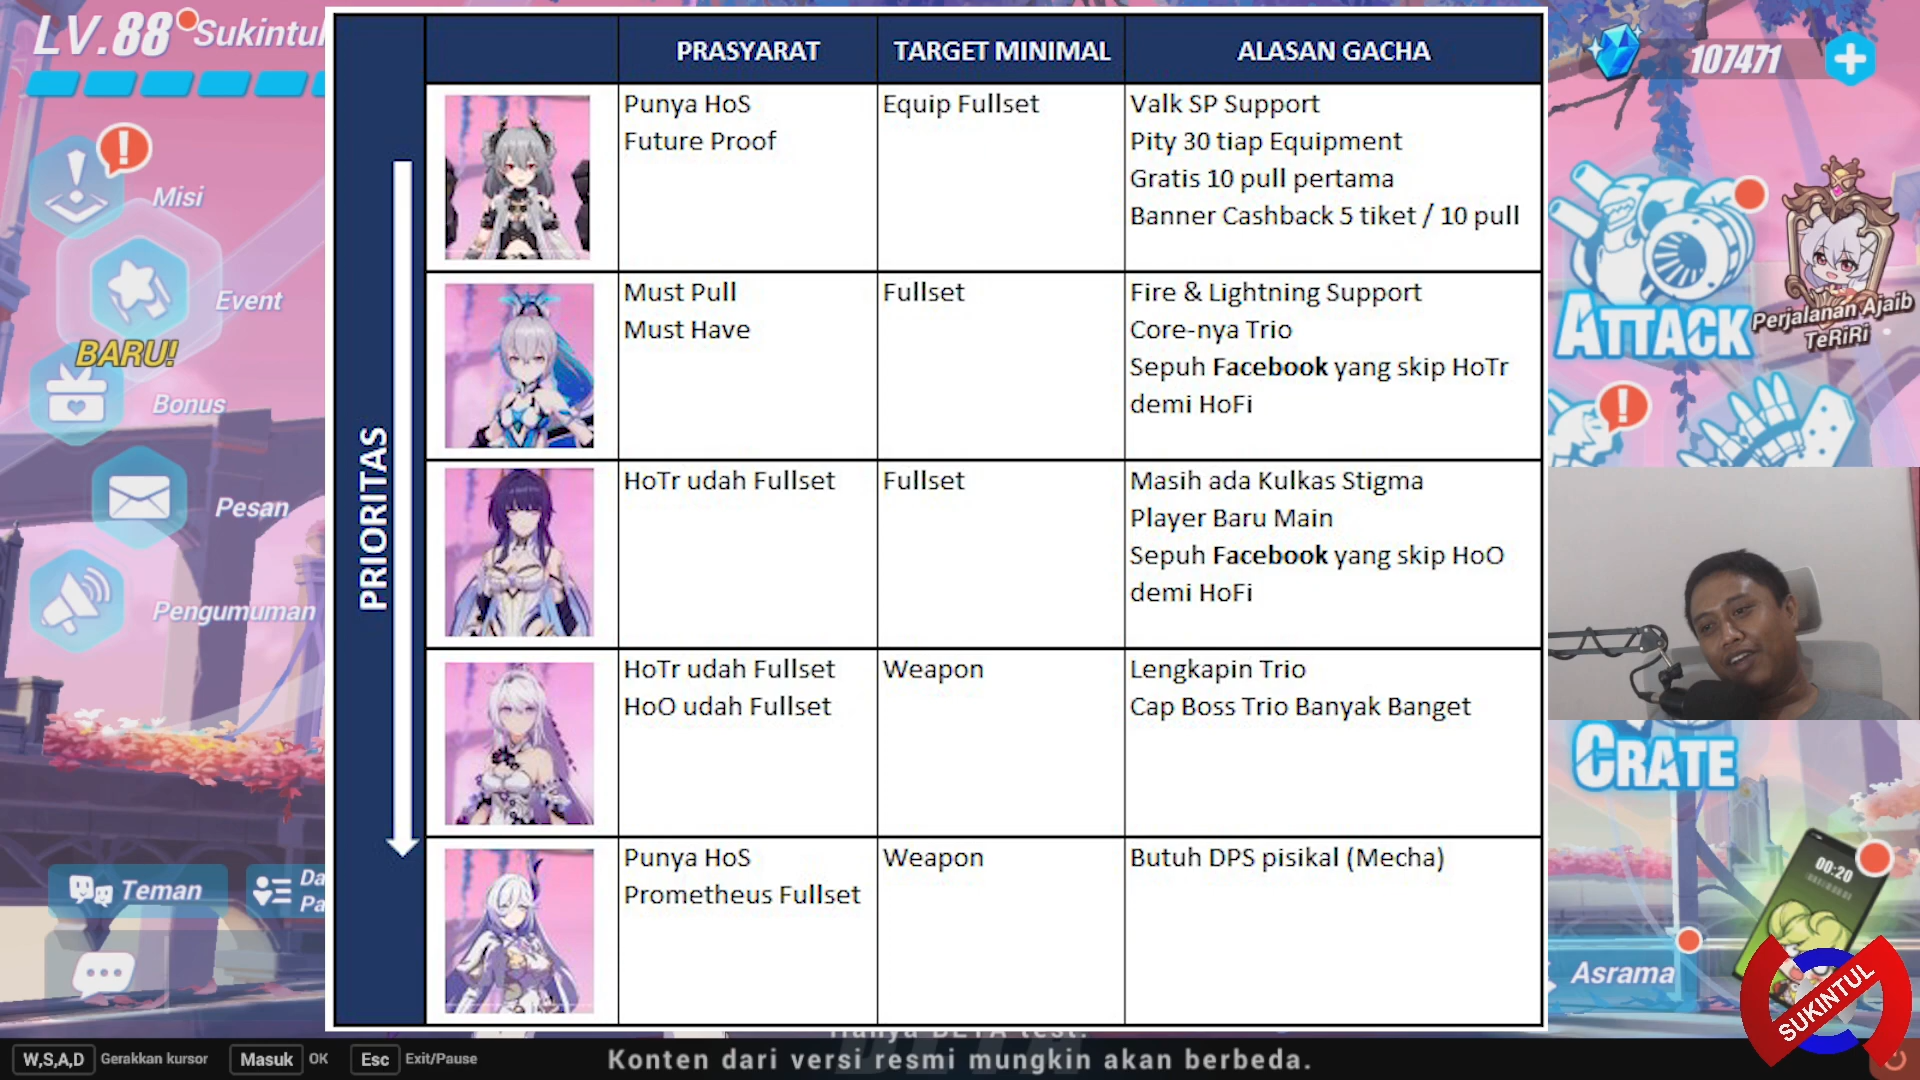 LV.88
Sukintul
107471
Misi
Event
BARU!
Bonus
Pesan
Pengumuman
Teman
ATTACK
Perjalanan Ajaib
TeRiRi
CRATE
00:20
Asrama
SUKINTUL
PRIORITAS
PRASYARAT
TARGET MINIMAL
ALASAN GACHA
Punya HoS
Future Proof
Equip Fullset
Valk SP Support
Pity 30 tiap Equipment
Gratis 10 pull pertama
Banner Cashback 5 tiket / 10 pull
Must Pull
Must Have
Fullset
Fire & Lightning Support
Core-nya Trio
Sepuh Facebook yang skip HoTr
demi HoFi
HoTr udah Fullset
Fullset
Masih ada Kulkas Stigma
Player Baru Main
Sepuh Facebook yang skip HoO
demi HoFi
HoTr udah Fullset
HoO udah Fullset
Weapon
Lengkapin Trio
Cap Boss Trio Banyak Banget
Punya HoS
Prometheus Fullset
Weapon
Butuh DPS pisikal (Mecha)
W,S,A,D Gerakkan kursor Masuk OK Esc Exit/Pause
Konten dari versi resmi mungkin akan berbeda.